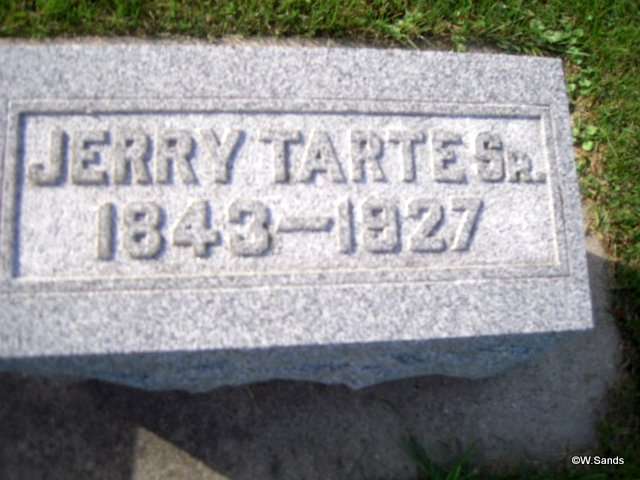 JERRY TARTE SR.
1843-1927
©W.Sands